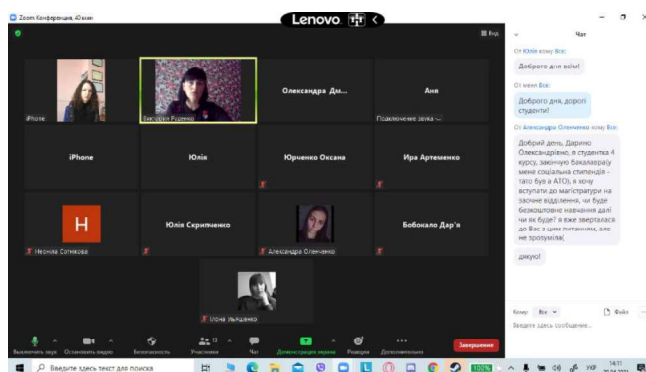 Zoom Конференция, 40 мин
Lenovo
Вид
iPhone
Виктория Руденко
Олександра Дм...
Аня
Подключение звука
iPhone
Юлія
Юрченко Оксана
Ира Артеменко
Н
Неоніла Сотнікова
Юлія Скрипченко
Александра Оленченко
Бобокало Дар'я
Ілона Ільяшенко
Выключить звук
Остановить видео
Безопасность
Участники
Чат
Демонстрация экрана
Реакции
Дополнительно
Завершение
Чат
От Юлія кому Все:
Доброго дня всім!
От меня Все:
Доброго дня, дорогі
студенти!
От Александра Оленченко кому Все:
Добрий день, Дарино
Олександрівно, я студентка 4
курсу, закінчую бакалавра(у
мене соціальна стипендія -
тато був в АТО), я хочу
вступати до магістратури на
заочне відділення, чи буде
безкоштовне навчання далі
чи як буде? я вже зверталася
до Вас з цим питанням, але
не зрозуміла(
дякую!
Кому: Все
Файл
Введите здесь сообщение...
Введите здесь текст для поиска
100%
УКР
14:11